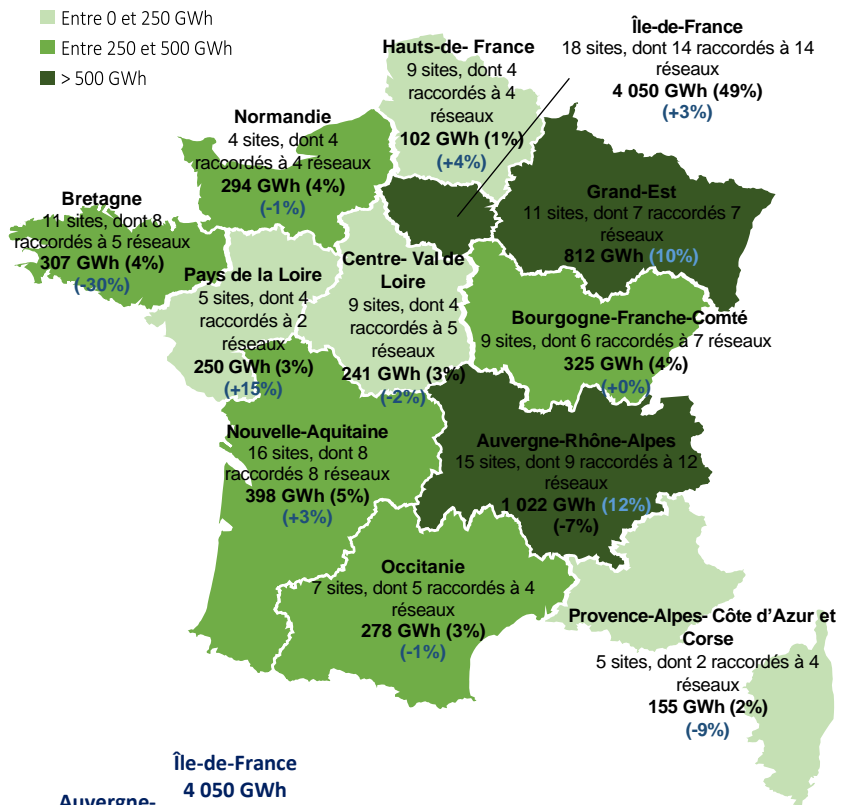 Entre 0 et 250 GWh
Entre 250 et 500 GWh
> 500 GWh
Île-de-France
18 sites, dont 14 raccordés à 14
réseaux
4 050 GWh (49%)
(+3%)
Hauts-de- France
9 sites, dont 4
raccordés à 4
réseaux
102 GWh (1%)
(+4%)
Normandie
4 sites, dont 4
raccordés à 4 réseaux
294 GWh (4%)
(-1%)
Bretagne
11 sites, dont 8
raccordés à 5 réseaux
307 GWh (4%)
(-30%)
Grand-Est
11 sites, dont 7 raccordés 7
réseaux
812 GWh (10%)
Pays de la Loire
5 sites, dont 4
raccordés à 2
réseaux
250 GWh (3%)
(+15%)
Centre- Val de
Loire
9 sites, dont 4
raccordés à 5
réseaux
241 GWh (3%)
(-2%)
Bourgogne-Franche-Comté
9 sites, dont 6 raccordés à 7 réseaux
325 GWh (4%)
(+0%)
Nouvelle-Aquitaine
16 sites, dont 8
raccordés 8 réseaux
398 GWh (5%)
(+3%)
Auvergne-Rhône-Alpes
15 sites, dont 9 raccordés à 12
réseaux
1 022 GWh (12%)
(-7%)
Occitanie
7 sites, dont 5 raccordés à 4
réseaux
278 GWh (3%)
(-1%)
Provence-Alpes- Côte d'Azur et
Corse
5 sites, dont 2 raccordés à 4
réseaux
155 GWh (2%)
(-9%)
Île-de-France
4 050 GWh
Auvergne-